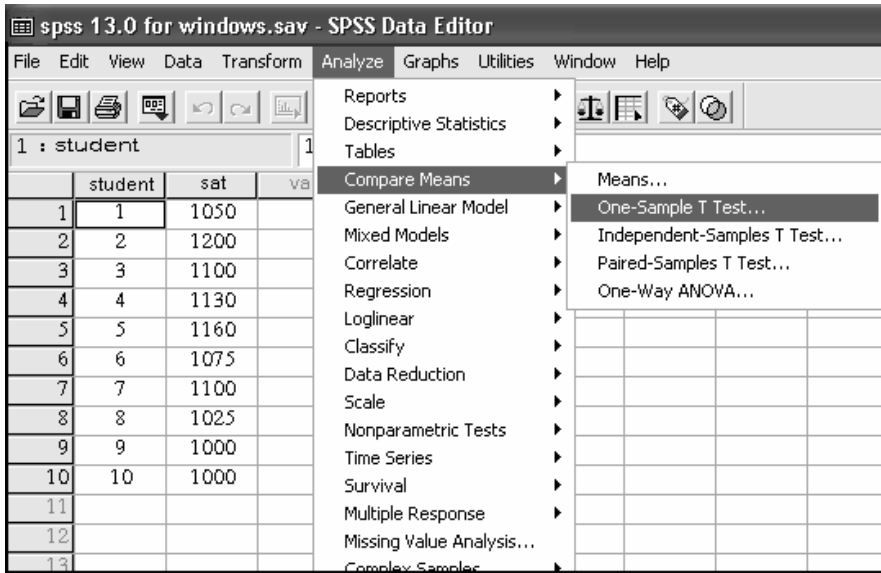 spss 13.0 for windows.sav - SPSS Data Editor
File Edit View Data Transform Analyze Graphs Utilities Window Help
1 : student 1
student sat va
1 1 1050
2 2 1200
3 3 1100
4 4 1130
5 5 1160
6 6 1075
7 7 1100
8 8 1025
9 9 1000
10 10 1000
11
12
13
Reports
Descriptive Statistics
Tables
Compare Means
General Linear Model
Mixed Models
Correlate
Regression
Loglinear
Classify
Data Reduction
Scale
Nonparametric Tests
Time Series
Survival
Multiple Response
Missing Value Analysis...
Complex Samples
Means...
One-Sample T Test...
Independent-Samples T Test...
Paired-Samples T Test...
One-Way ANOVA...